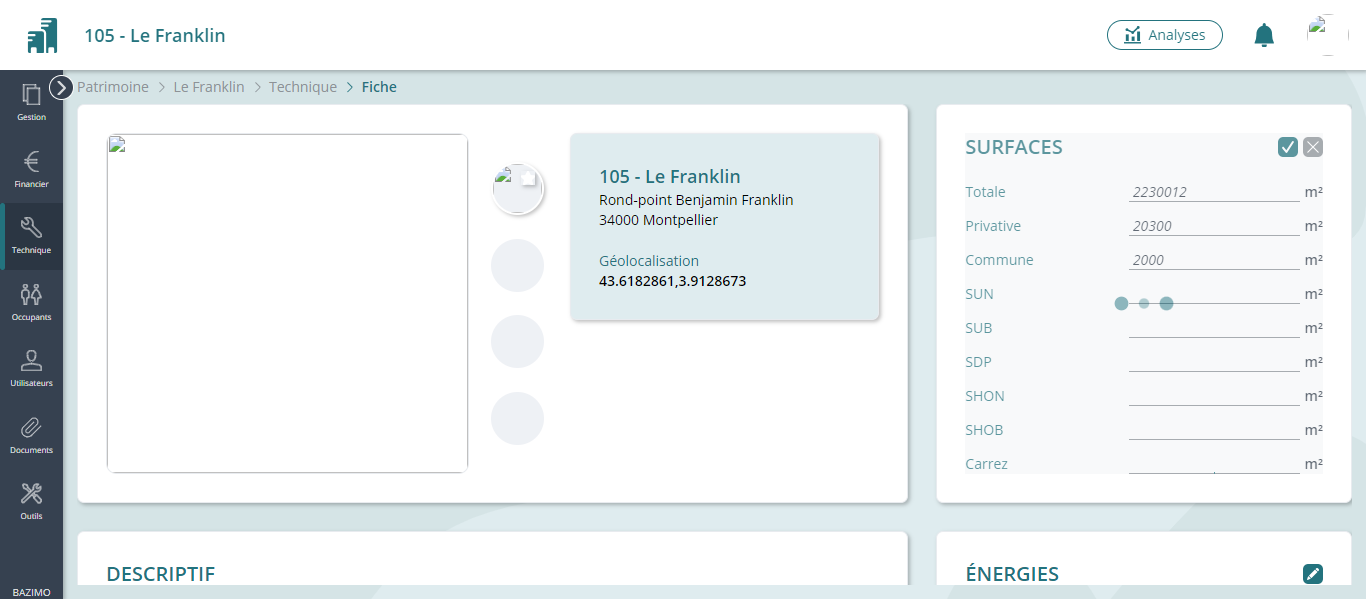 105 - Le Franklin
Analyses
Patrimoine > Le Franklin > Technique > Fiche
Gestion
Financier
Technique
Occupants
Utilisateurs
Documents
Outils
BAZIMO
105 - Le Franklin
Rond-point Benjamin Franklin
34000 Montpellier
Géolocalisation
43.6182861,3.9128673
SURFACES
Totale 2230012 m²
Privative 20300 m²
Commune 2000 m²
SUN m²
SUB m²
SDP m²
SHON m²
SHOB m²
Carrez m²
DESCRIPTIF
ÉNERGIES